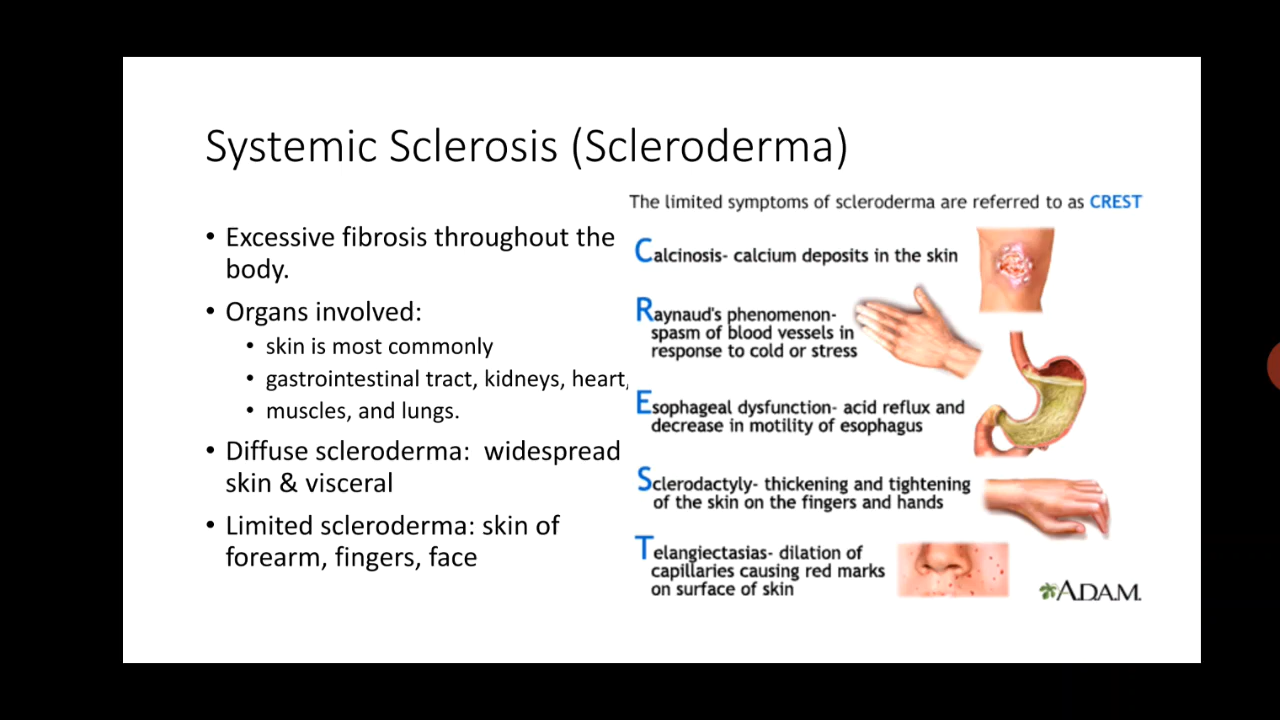 Systemic Sclerosis (Scleroderma)
• Excessive fibrosis throughout the
body.
• Organs involved:
• skin is most commonly
• gastrointestinal tract, kidneys, heart,
• muscles, and lungs.
• Diffuse scleroderma:  widespread
skin & visceral
• Limited scleroderma: skin of
forearm, fingers, face
The limited symptoms of scleroderma are referred to as CREST
Calcinosis- calcium deposits in the skin
Raynaud's phenomenon-
spasm of blood vessels in
response to cold or stress
Esophageal dysfunction- acid reflux and
decrease in motility of esophagus
Sclerodactyly- thickening and tightening
of the skin on the fingers and hands
Telangiectasias- dilation of
capillaries causing red marks
on surface of skin
ADAM.